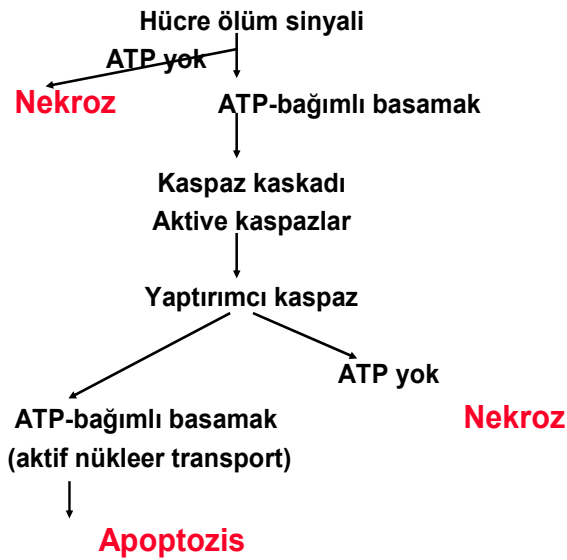 Hücre ölüm sinyali
ATP yok
Nekroz
ATP-bağımlı basamak
Kaspaz kaskadı
Aktive kaspazlar
Yaptırımcı kaspaz
ATP yok
Nekroz
ATP-bağımlı basamak
(aktif nükleer transport)
Apoptozis